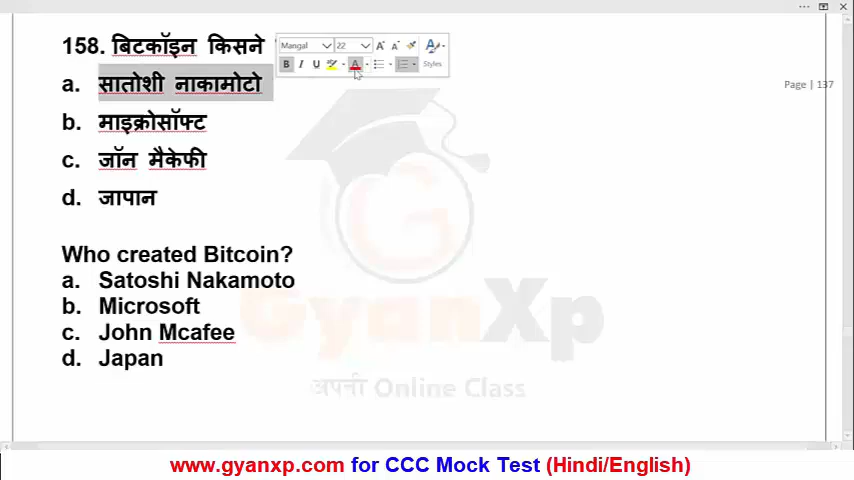 158. बिटकॉइन किसने
Mangal 22
a. सातोशी नाकामोटो
B I U A Styles
Page | 137
b. माइक्रोसॉफ्ट
c. जॉन मैकेफी
d. जापान
Who created Bitcoin?
a. Satoshi Nakamoto
b. Microsoft
c. John Mcafee
d. Japan
GyanXp
अपनी Online Class
www.gyanxp.com for CCC Mock Test (Hindi/English)